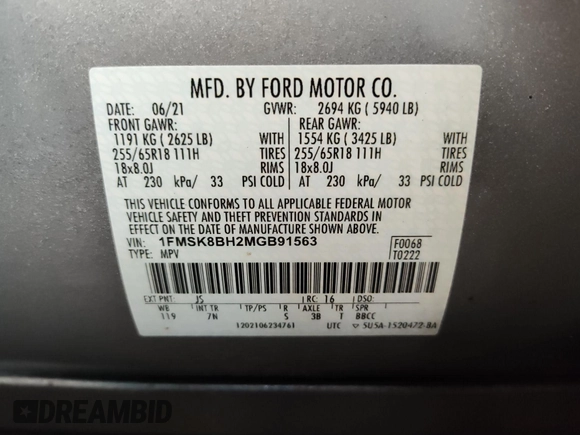 MFD. BY FORD MOTOR CO.
DATE: 06/21 GVWR: 2694 KG ( 5940 LB)
FRONT GAWR: REAR GAWR:
1191 KG ( 2625 LB) WITH 1554 KG ( 3425 LB) WITH
255/65R18 111H TIRES 255/65R18 111H TIRES
18x8.0J RIMS 18x8.0J RIMS
AT 230 kPa/ 33 PSI COLD AT 230 kPa/ 33 PSI COLD
THIS VEHICLE CONFORMS TO ALL APPLICABLE FEDERAL MOTOR
VEHICLE SAFETY AND THEFT PREVENTION STANDARDS IN
EFFECT ON THE DATE OF MANUFACTURE SHOWN ABOVE.
VIN: 1FMSK8BH2MGB91563 F0068
TYPE: MPV T0222
EXT PNT: JS RC: 16 DSO:
WB INT TR TP/PS R AXLE TR SPR
119 7N S 3B T BBCC
1202106234761 UTC 5U5A-1520472-BA
DREAMBID